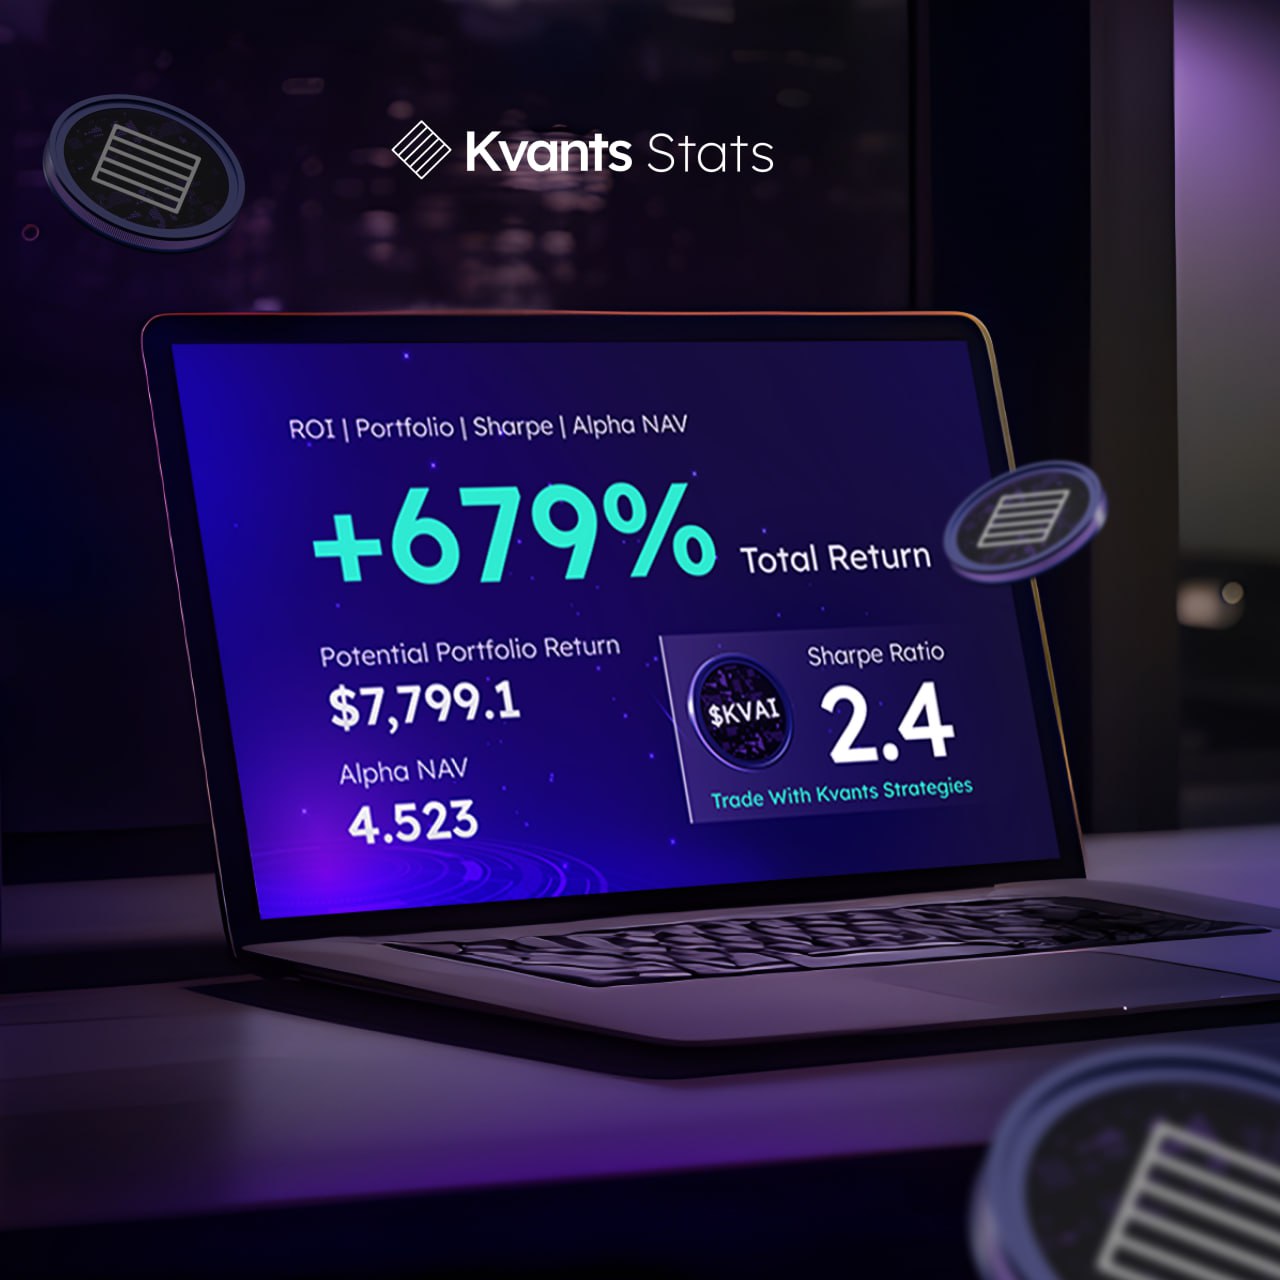 Kvants Stats
ROI | Portfolio | Sharpe | Alpha NAV
+679% Total Return
Potential Portfolio Return
$7,799.1
Alpha NAV
4.523
Sharpe Ratio
$KVAI
2.4
Trade With Kvants Strategies